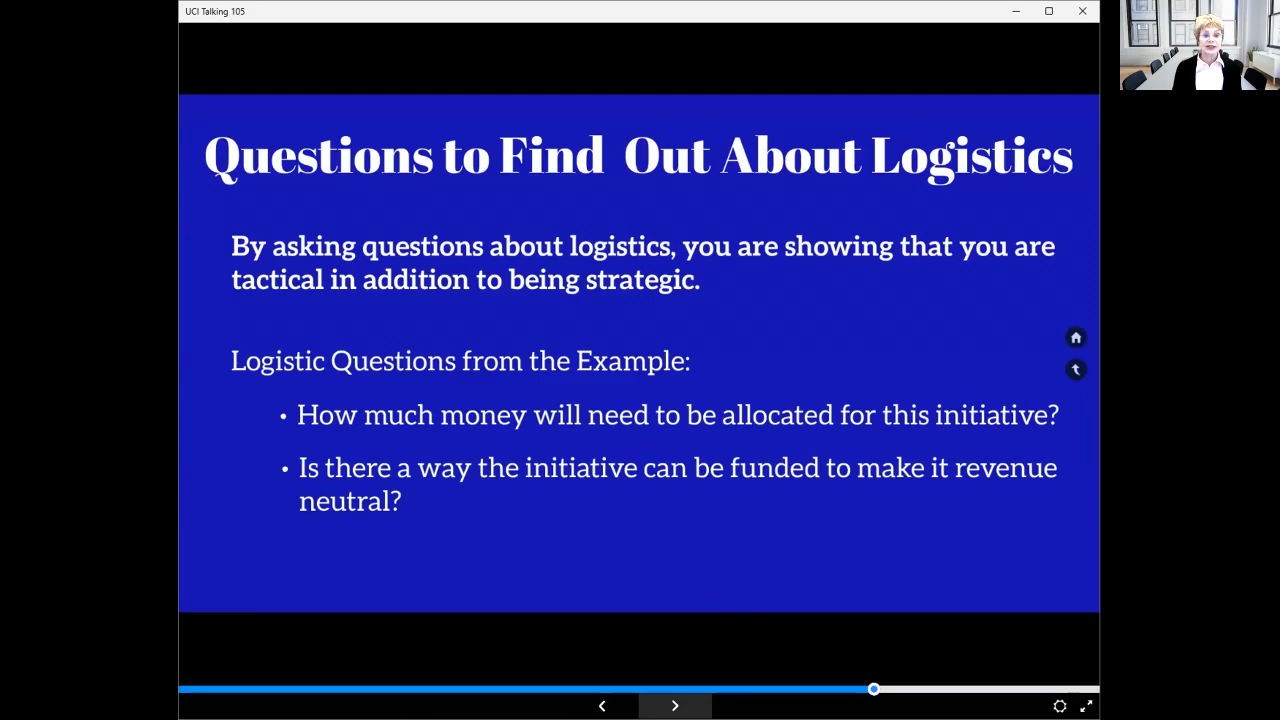 UCI Talking 105
Questions to Find Out About Logistics
By asking questions about logistics, you are showing that you are
tactical in addition to being strategic.
Logistic Questions from the Example:
• How much money will need to be allocated for this initiative?
• Is there a way the initiative can be funded to make it revenue
neutral?